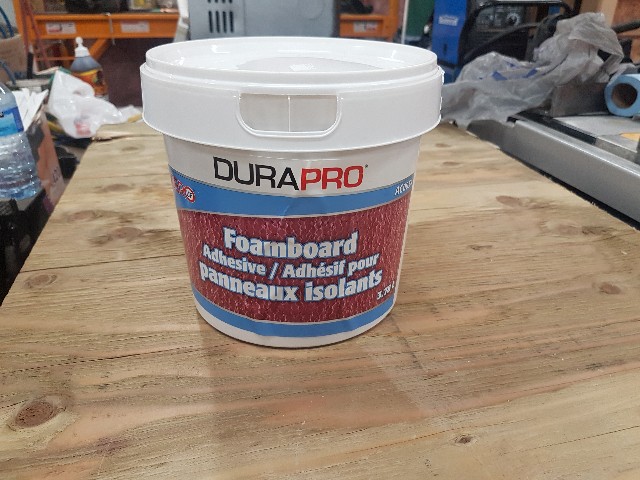 DURAPRO
Foamboard
Adhesive / Adhésif pour
panneaux isolants